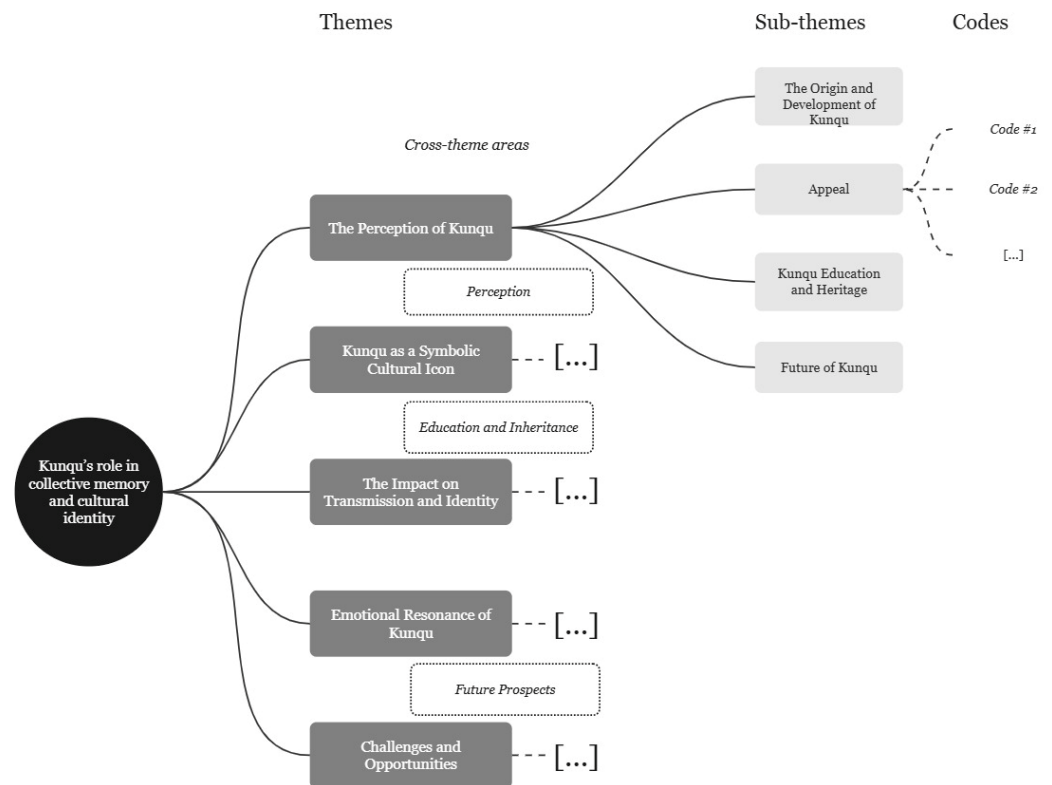 Themes
Sub-themes
Codes
The Origin and
Development of
Kunqu
Cross-theme areas
Code #1
Appeal
Code #2
The Perception of Kunqu
[...]
Kunqu Education
and Heritage
Perception
Kunqu as a Symbolic
Cultural Icon
[...]
Future of Kunqu
Education and Inheritance
Kunqu's role in
collective memory
and cultural
identity
The Impact on
Transmission and Identity
[...]
Emotional Resonance of
Kunqu
[...]
Future Prospects
Challenges and
Opportunities
[...]